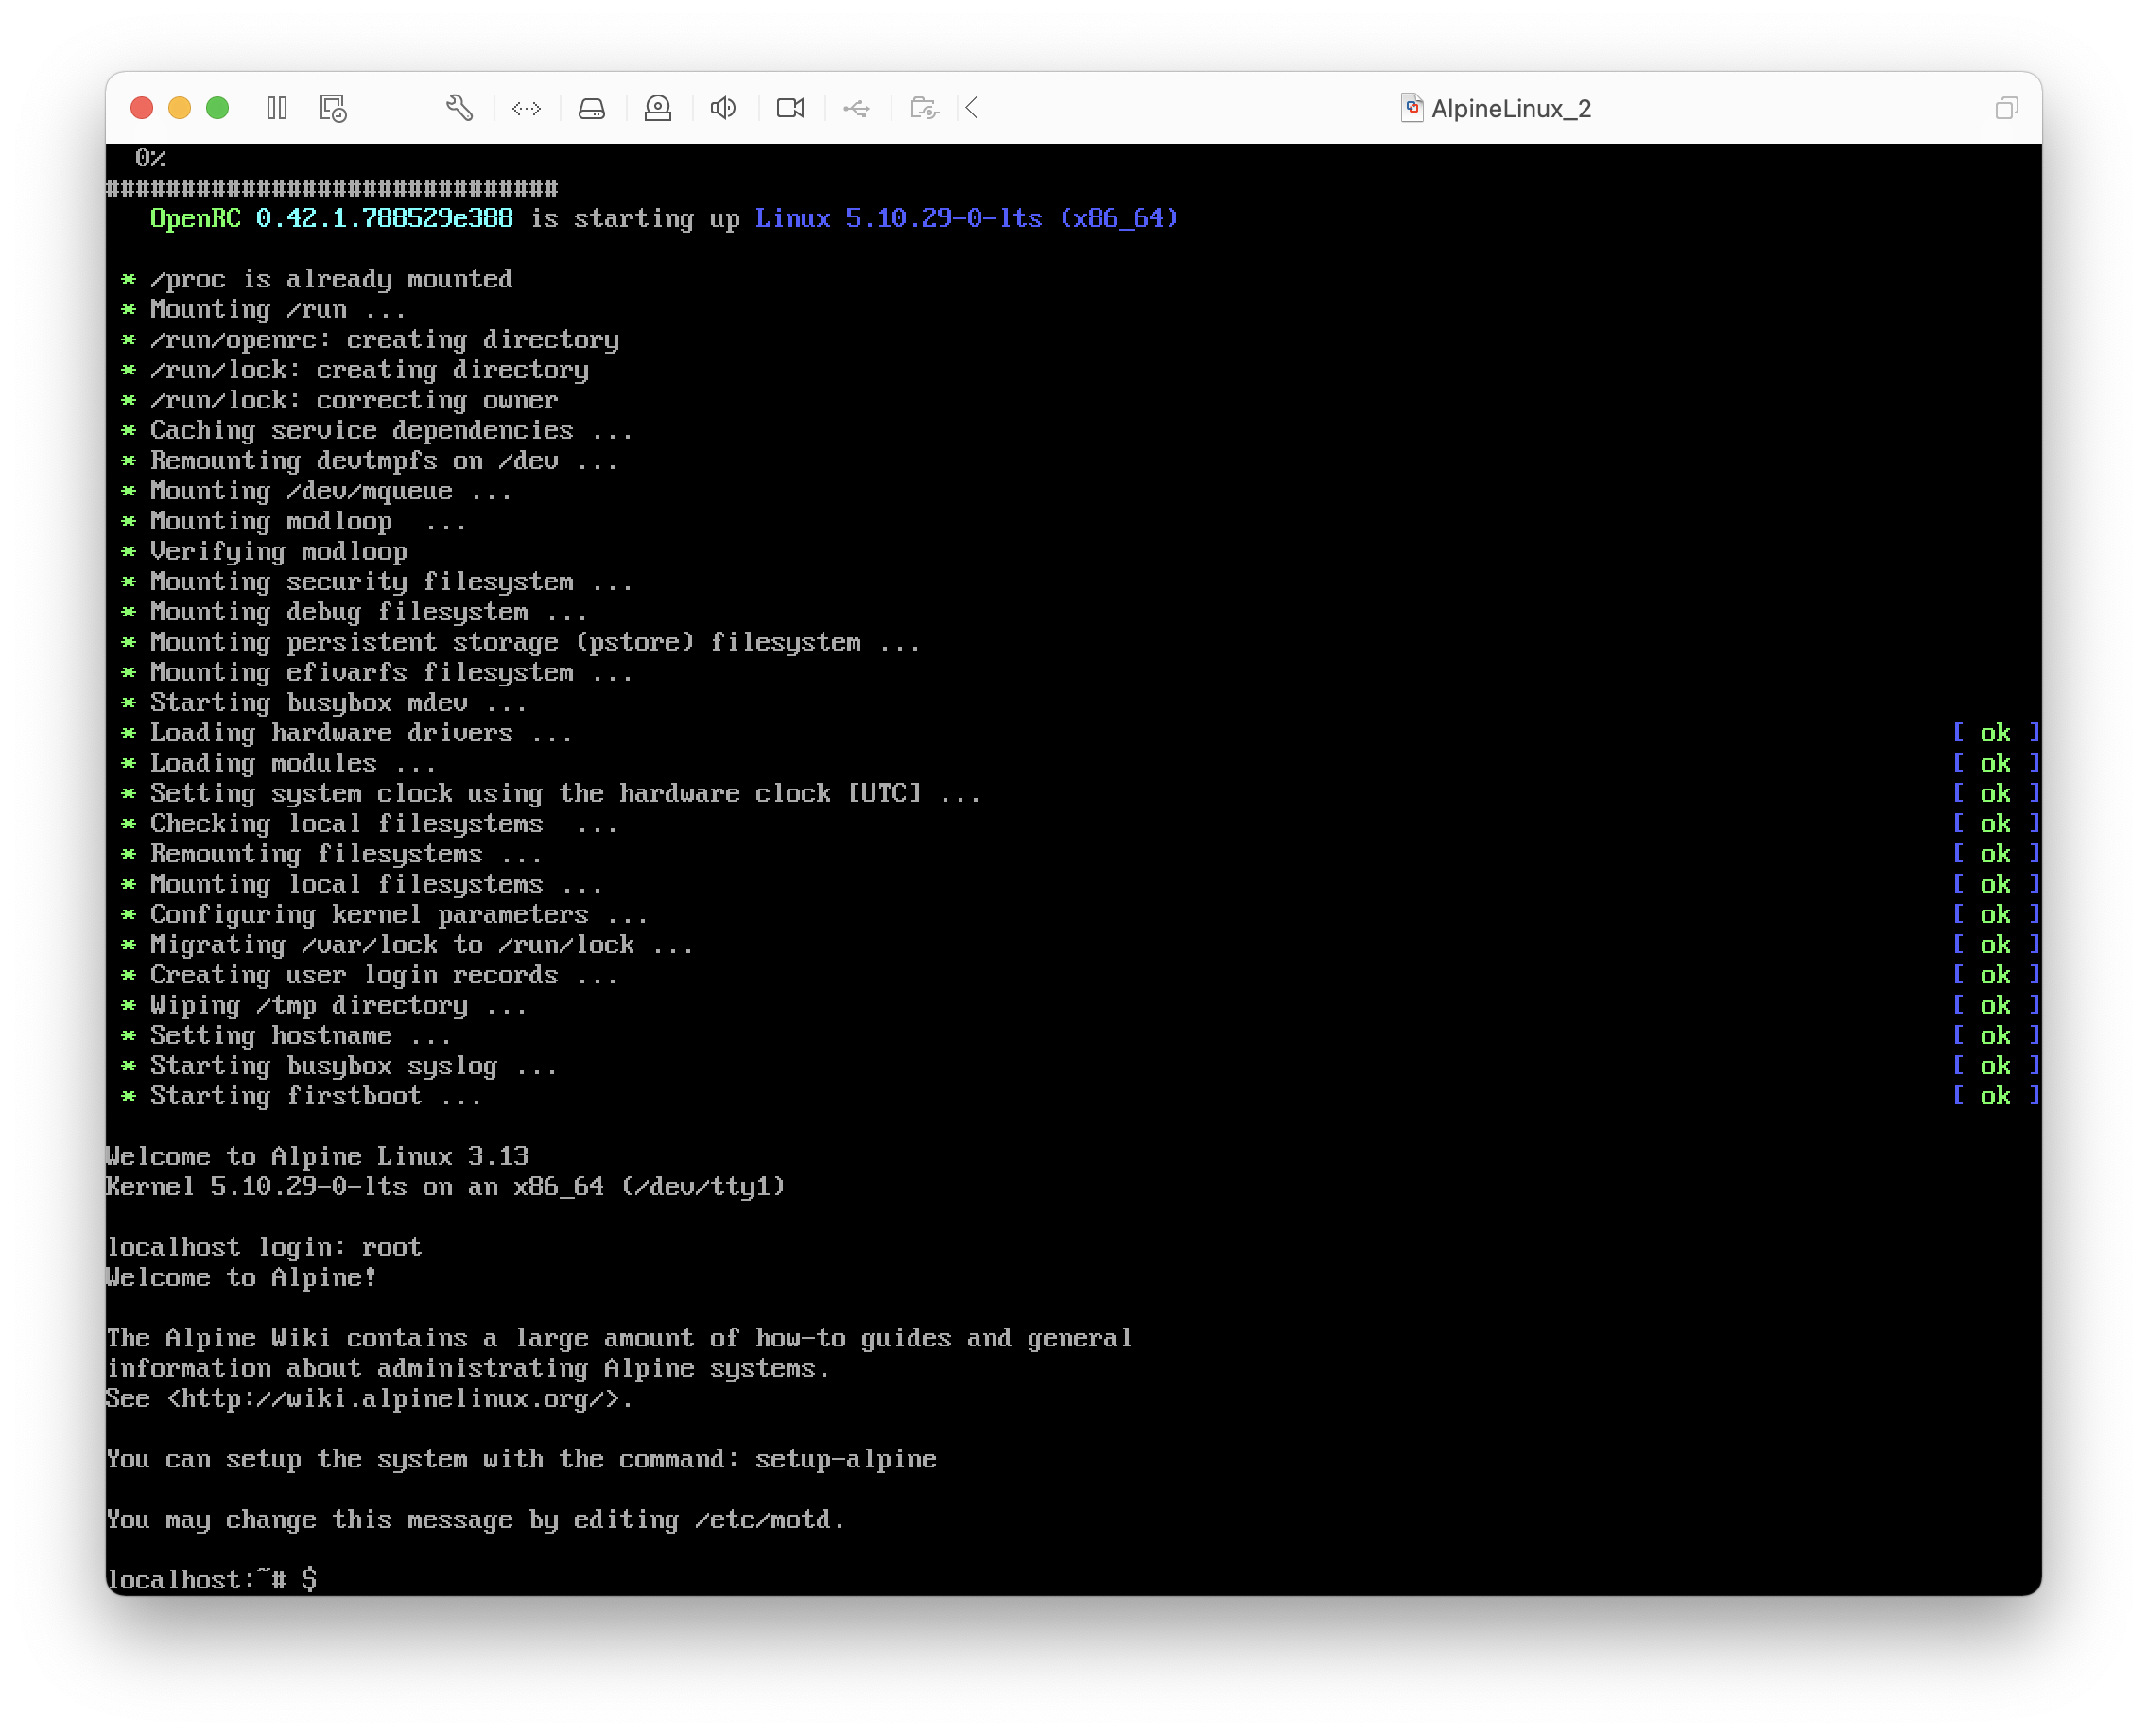 AlpineLinux_2
0%
##############################
OpenRC 0.42.1.788529e388 is starting up Linux 5.10.29-0-lts (x86_64)
* /proc is already mounted
* Mounting /run ...
* /run/openrc: creating directory
* /run/lock: creating directory
* /run/lock: correcting owner
* Caching service dependencies ...
* Remounting devtmpfs on /dev ...
* Mounting /dev/mqueue ...
* Mounting modloop  ...
* Verifying modloop
* Mounting security filesystem ...
* Mounting debug filesystem ...
* Mounting persistent storage (pstore) filesystem ...
* Mounting efivarfs filesystem ...
* Starting busybox mdev ...
* Loading hardware drivers ... [ ok ]
* Loading modules ... [ ok ]
* Setting system clock using the hardware clock [UTC] ... [ ok ]
* Checking local filesystems  ... [ ok ]
* Remounting filesystems ... [ ok ]
* Mounting local filesystems ... [ ok ]
* Configuring kernel parameters ... [ ok ]
* Migrating /var/lock to /run/lock ... [ ok ]
* Creating user login records ... [ ok ]
* Wiping /tmp directory ... [ ok ]
* Setting hostname ... [ ok ]
* Starting busybox syslog ... [ ok ]
* Starting firstboot ... [ ok ]
Welcome to Alpine Linux 3.13
Kernel 5.10.29-0-lts on an x86_64 (/dev/tty1)
localhost login: root
Welcome to Alpine!
The Alpine Wiki contains a large amount of how-to guides and general
information about administrating Alpine systems.
See <http://wiki.alpinelinux.org/>.
You can setup the system with the command: setup-alpine
You may change this message by editing /etc/motd.
localhost:~# $